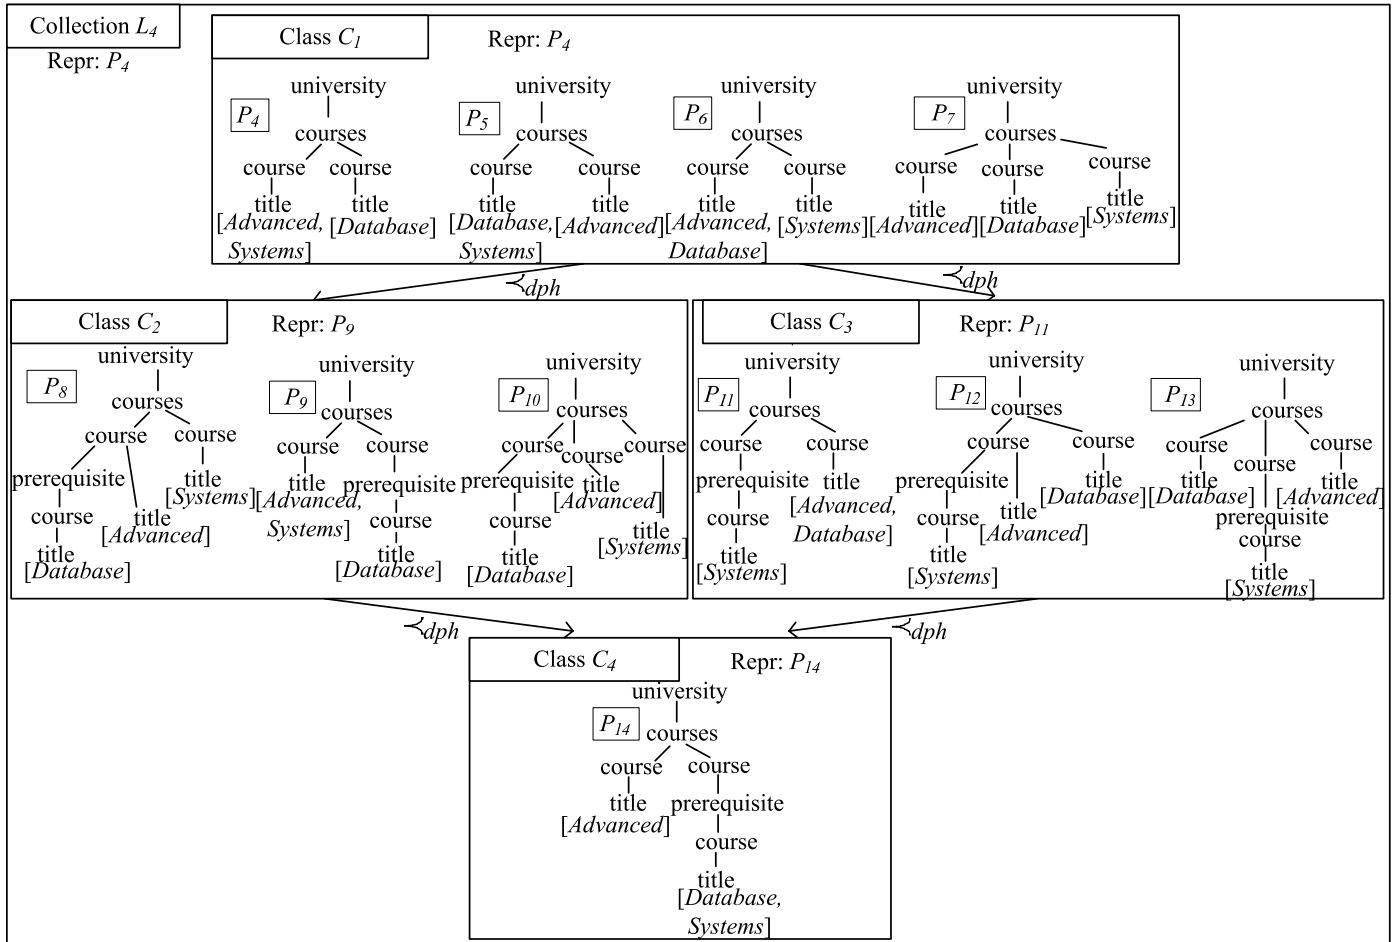 Collection L4
Repr: P4
Class C1
Repr: P4
P4
university
courses
course course
title title
[Advanced, [Database]
Systems]
P5
university
courses
course course
title title
[Database, [Advanced]
Systems]
P6
university
courses
course course
title title
[Advanced, [Systems]
Database]
P7
university
courses
course course course
title title title
[Advanced] [Database] [Systems]
≺dph
≺dph
Class C2
Repr: P9
P8
university
courses
course course
prerequisite title
[Systems]
course title
[Advanced]
title
[Database]
P9
university
courses
course course
title prerequisite
[Advanced,
Systems] course
title
[Database]
P10
university
courses
course course course
prerequisite title
[Advanced]
course title
[Systems]
title
[Database]
Class C3
Repr: P11
P11
university
courses
course course
prerequisite title
[Advanced,
course Database]
title
[Systems]
P12
university
courses
course course
prerequisite title
[Database]
course title
[Advanced]
title
[Systems]
P13
university
courses
course course course
title title
[Database] [Advanced]
prerequisite
course
title
[Systems]
≺dph
≺dph
Class C4
Repr: P14
P14
university
courses
course course
title prerequisite
[Advanced]
course
title
[Database,
Systems]